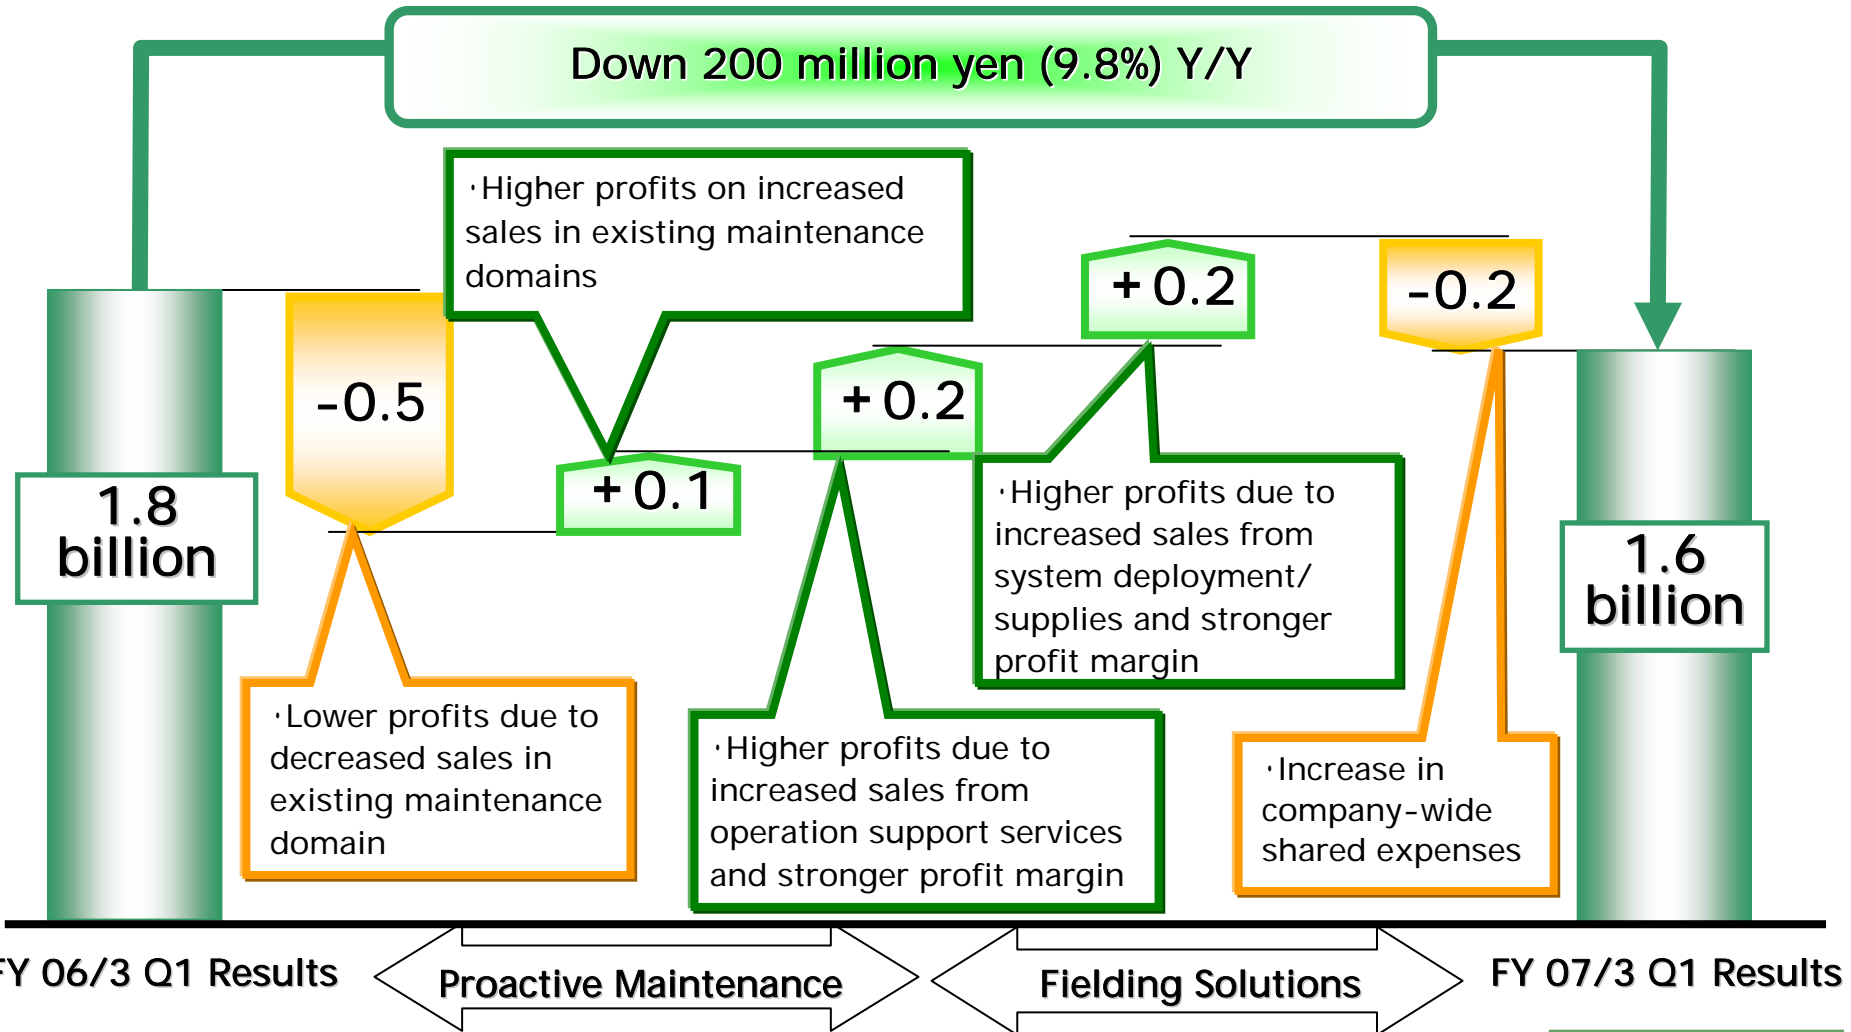 Down 200 million yen (9.8%) Y/Y
・Higher profits on increased
sales in existing maintenance
domains
+0.2
-0.2
-0.5
+0.2
+0.1
1.8
billion
・Higher profits due to
increased sales from
system deployment/
supplies and stronger
profit margin
1.6
billion
・Lower profits due to
decreased sales in
existing maintenance
domain
・Higher profits due to
increased sales from
operation support services
and stronger profit margin
・Increase in
company-wide
shared expenses
FY 06/3 Q1 Results
Proactive Maintenance
Fielding Solutions
FY 07/3 Q1 Results